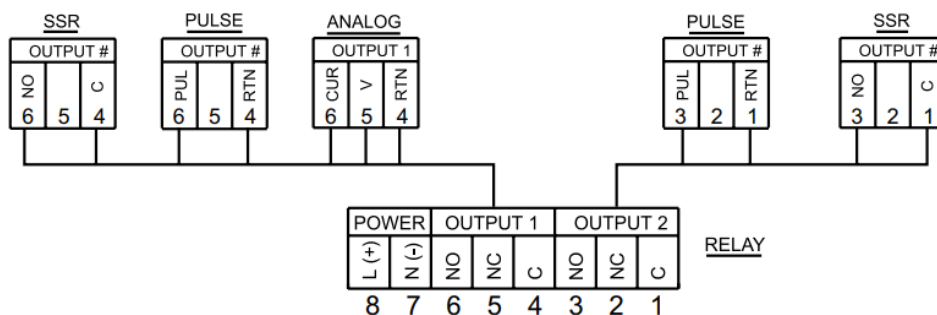 SSR PULSE ANALOG PULSE SSR
OUTPUT # OUTPUT # OUTPUT 1 OUTPUT # OUTPUT #
NO C PUL RTN CUR V RTN PUL RTN NO C
6 5 4 6 5 4 6 5 4 3 2 1 3 2 1
POWER OUTPUT 1 OUTPUT 2
RELAY
L (+) N (-) NO NC C NO NC C
8 7 6 5 4 3 2 1